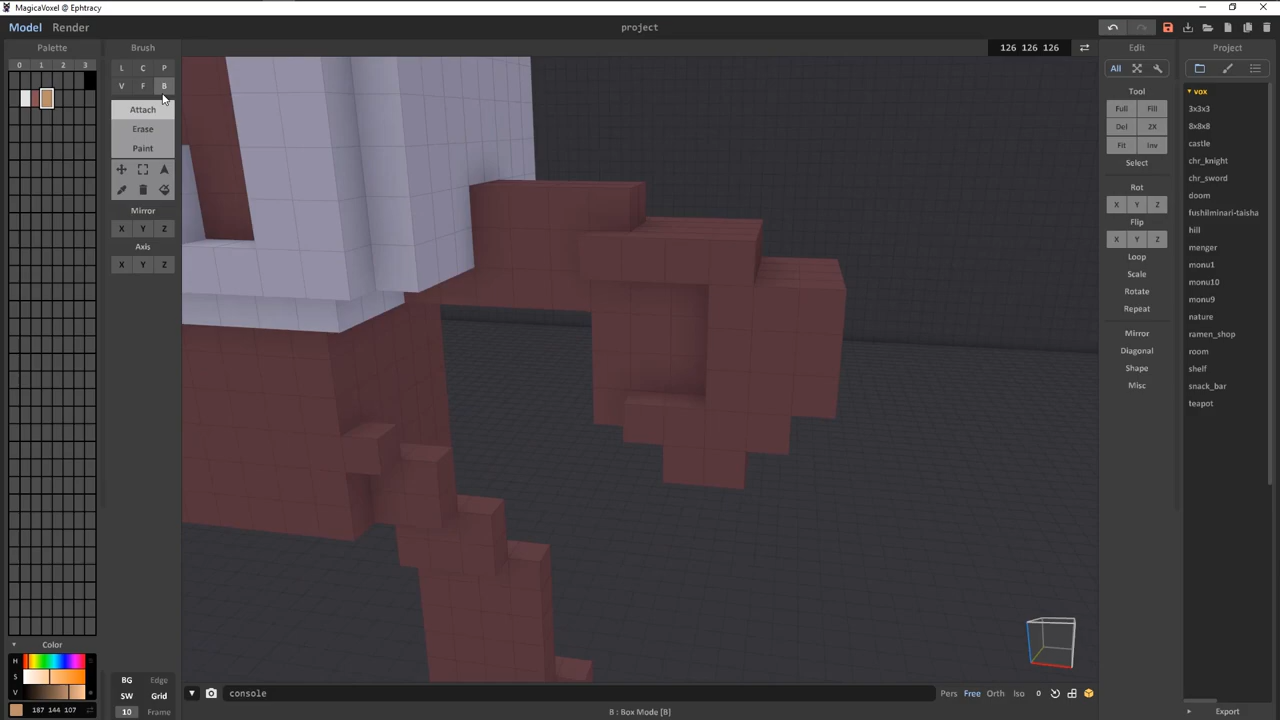 MagicaVoxel @ Ephtracy
Model Render
project
Palette
0 1 2 3
Brush
L C P
V F B
Attach
Erase
Paint
Mirror
X Y Z
Axis
X Y Z
126 126 126
Edit
All
Tool
Full Fill
Del 2X
Fit Inv
Select
Rot
X Y Z
Flip
X Y Z
Loop
Scale
Rotate
Repeat
Mirror
Diagonal
Shape
Misc
Project
vox
3x3x3
8x8x8
castle
chr_knight
chr_sword
doom
fushiIminari-taisha
hill
menger
monu1
monu10
monu9
nature
ramen_shop
room
shelf
snack_bar
teapot
Color
H
S
V
187 144 107
BG Edge
SW Grid
10 Frame
console
Pers Free Orth Iso 0
B : Box Mode [B]
Export